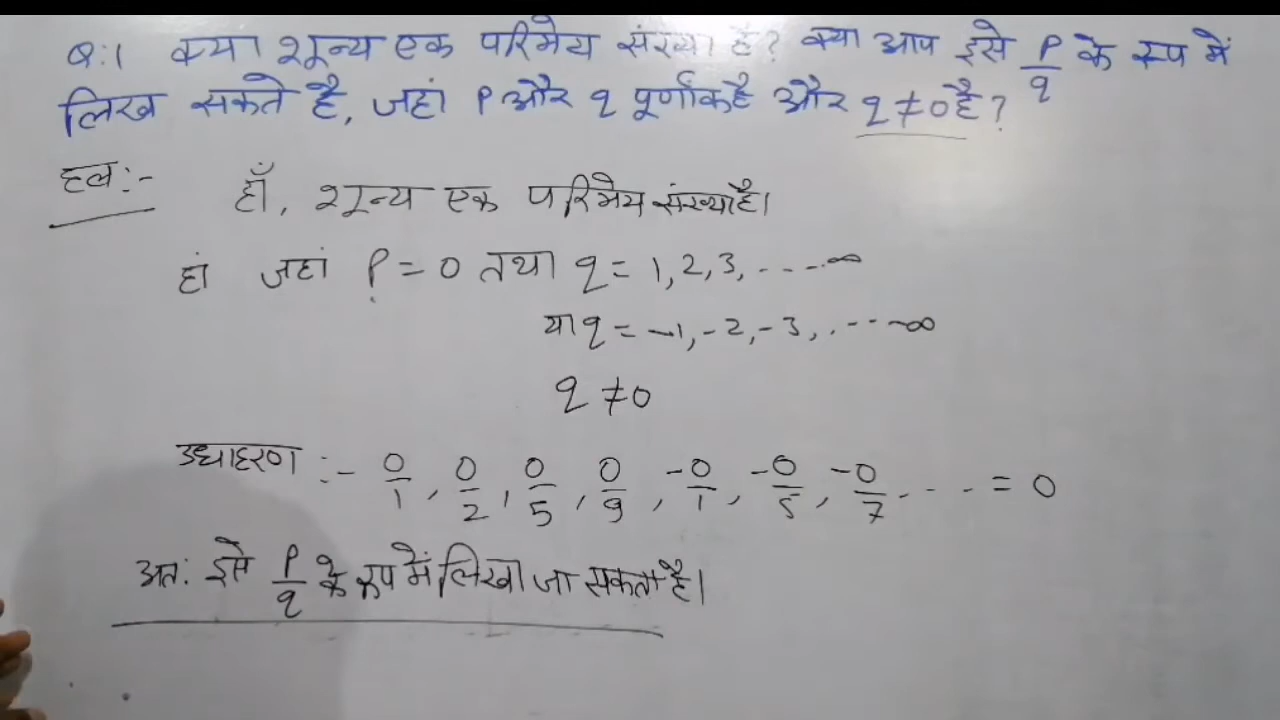 Q:1 क्या शून्य एक परिमेय संख्या है? क्या आप इसे p/q के रूप में
लिख सकते है, जहां p और q पूर्णांक है और q ≠ 0 है?
हल:-
हाँ, शून्य एक परिमेय संख्या है।
हां जहां p = 0 तथा q = 1, 2, 3, ..... ∞
या q = -1, -2, -3, ..... ∞
q ≠ 0
उदाहरण :- 0/1, 0/2, 0/5, 0/9, -0/1, -0/5, -0/7 .... = 0
अत: इसे p/q के रूप में लिखा जा सकता है।